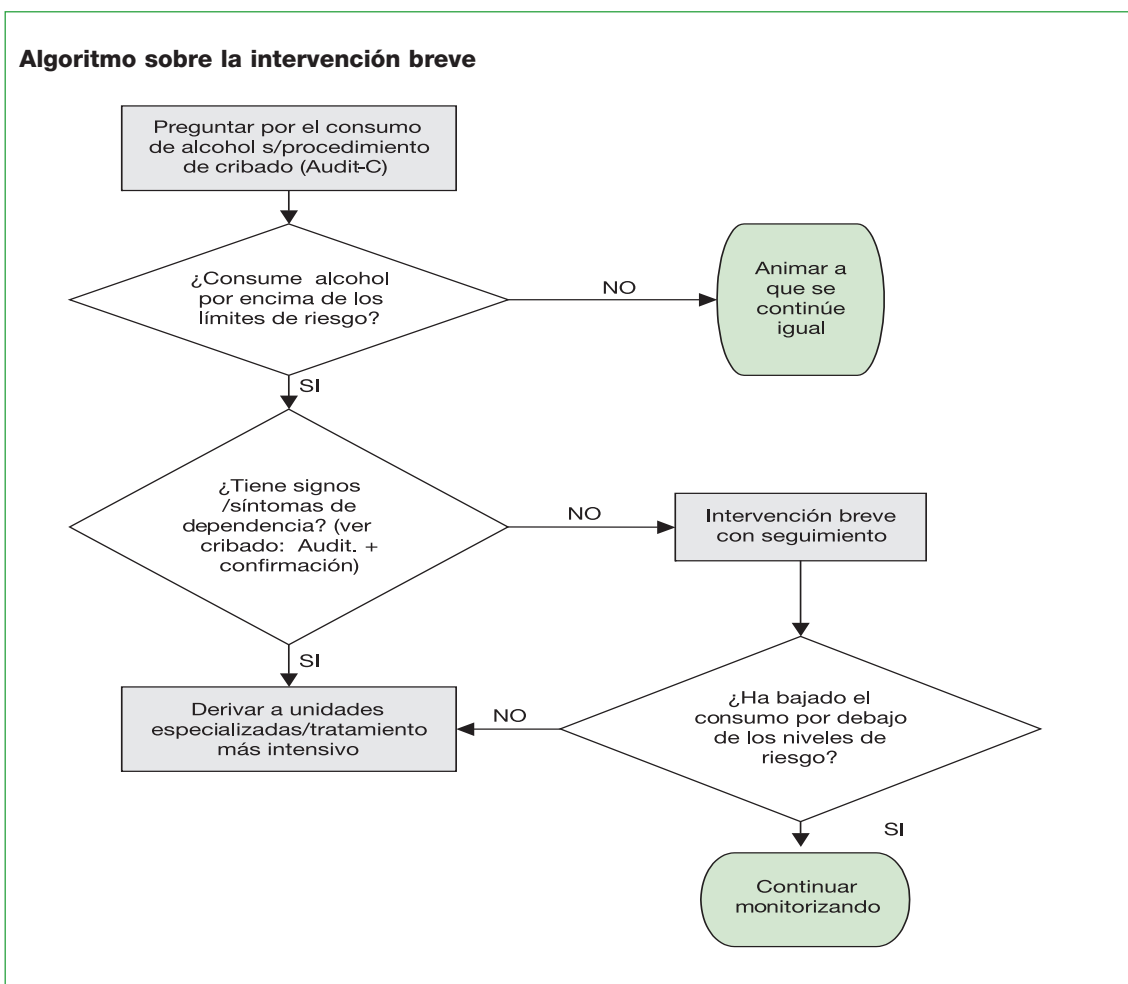 Algoritmo sobre la intervención breve
Preguntar por el consumo
de alcohol s/procedimiento
de cribado (Audit-C)
¿Consume alcohol
por encima de los
límites de riesgo?
NO
Animar a
que se
continúe
igual
SI
¿Tiene signos
/síntomas de
dependencia? (ver
cribado: Audit. +
confirmación)
NO
Intervención breve
con seguimiento
SI
Derivar a unidades
especializadas/tratamiento
más intensivo
NO
¿Ha bajado el
consumo por debajo
de los niveles de
riesgo?
SI
Continuar
monitorizando